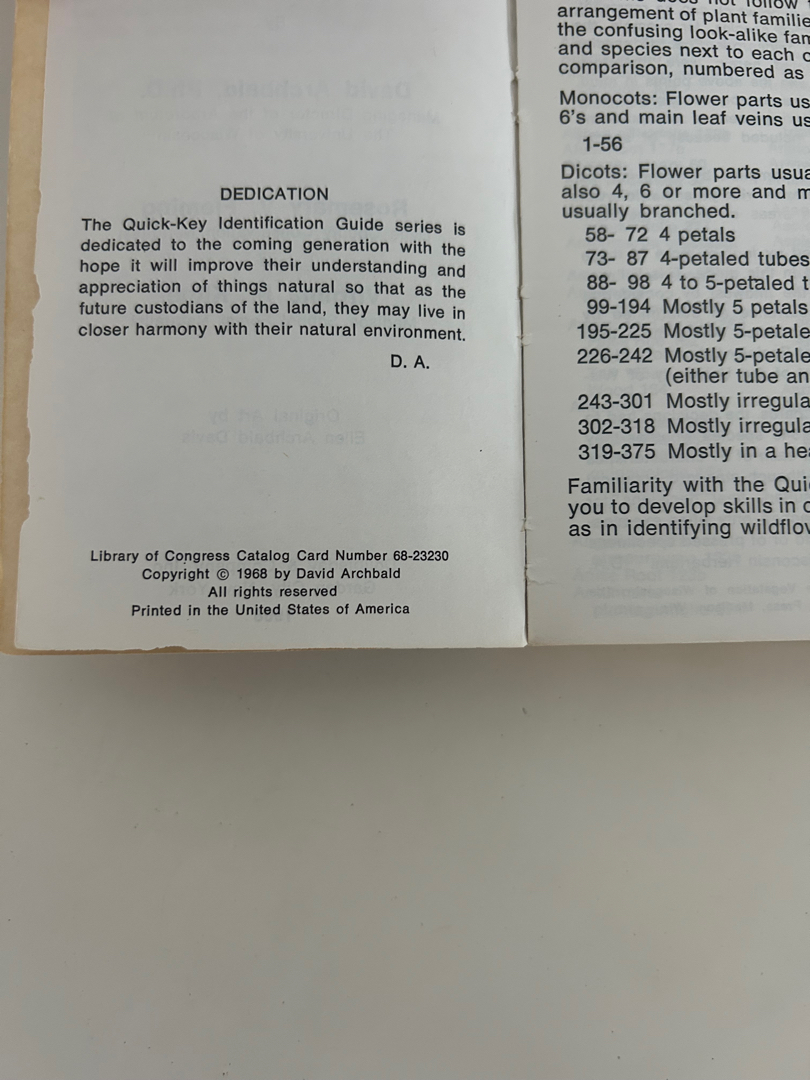 DEDICATION
The Quick-Key Identification Guide series is
dedicated to the coming generation with the
hope it will improve their understanding and
appreciation of things natural so that as the
future custodians of the land, they may live in
closer harmony with their natural environment.
D. A.
Library of Congress Catalog Card Number 68-23230
Copyright © 1968 by David Archbald
All rights reserved
Printed in the United States of America
does not follow
arrangement of plant familie
the confusing look-alike fam
and species next to each
comparison, numbered as
Monocots: Flower parts us
6's and main leaf veins us
1-56
Dicots: Flower parts usua
also 4, 6 or more and m
usually branched.
58- 72 4 petals
73- 87 4-petaled tubes
88- 98 4 to 5-petaled t
99-194 Mostly 5 petals
195-225 Mostly 5-petale
226-242 Mostly 5-petale
(either tube an
243-301 Mostly irregula
302-318 Mostly irregula
319-375 Mostly in a hea
Familiarity with the Qui
you to develop skills in
as in identifying wildflov